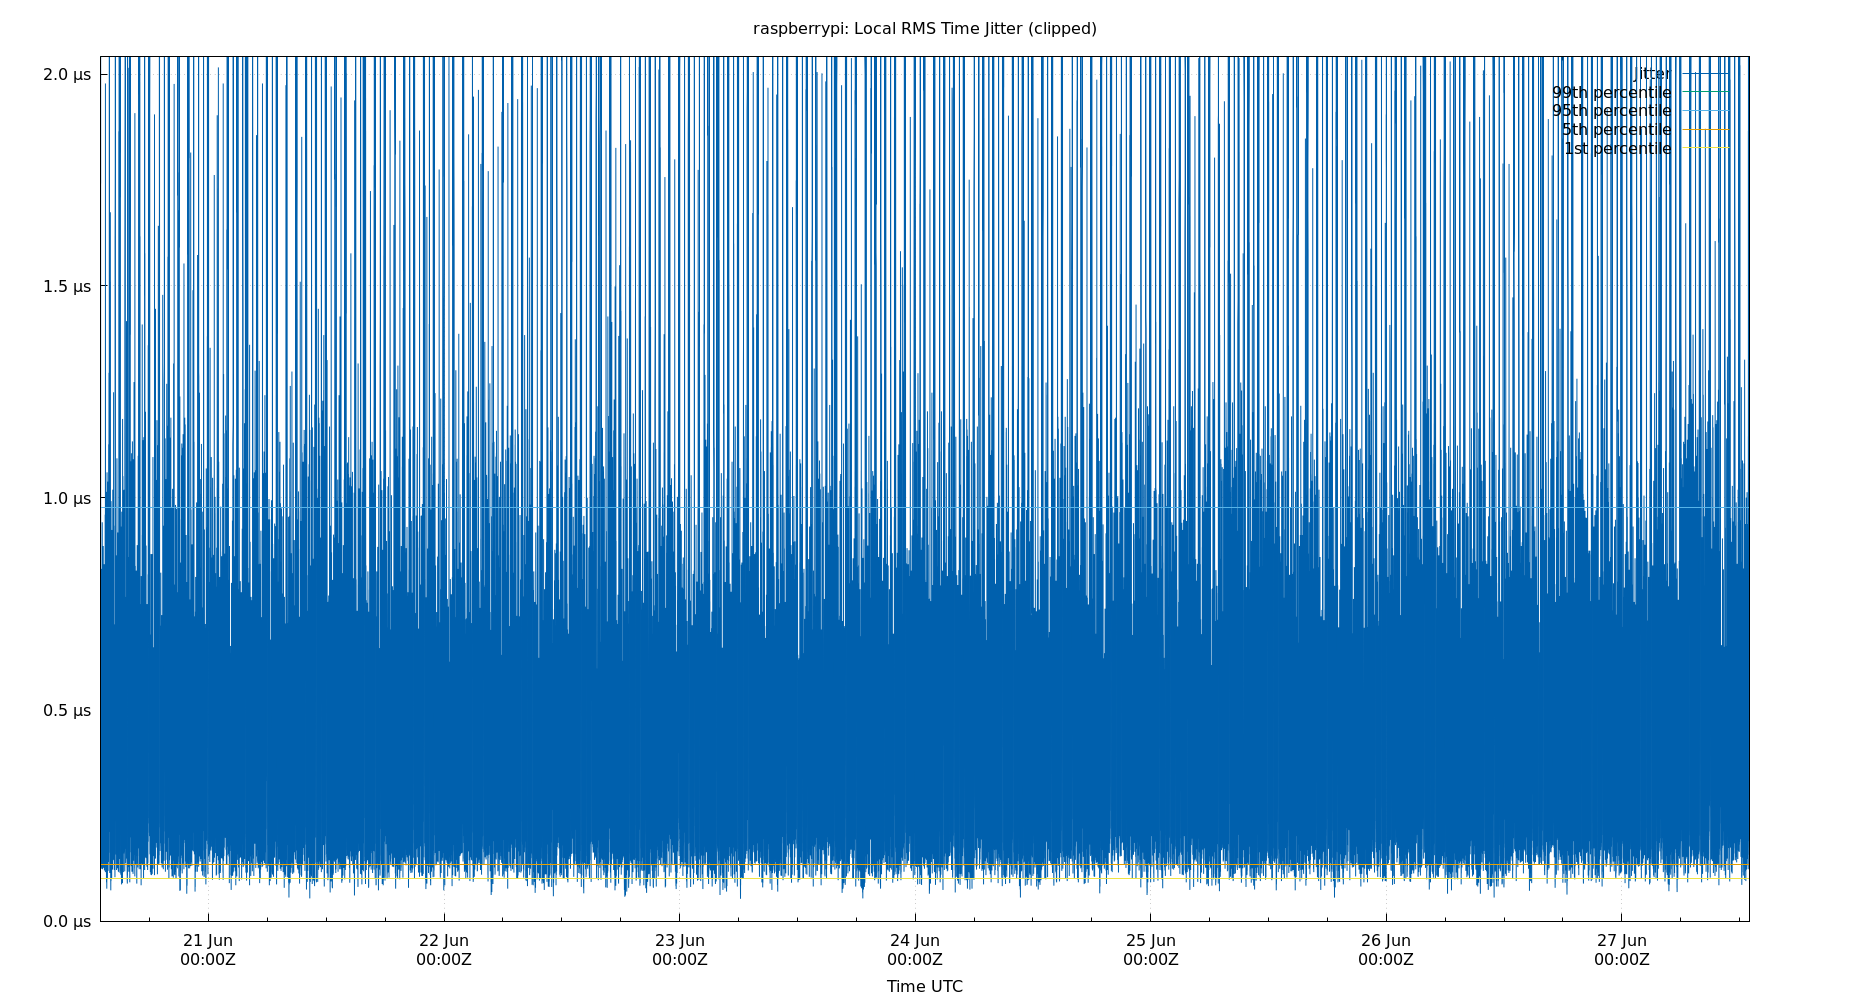 raspberrypi: Local RMS Time Jitter (clipped)
2.0 µs
1.5 µs
1.0 µs
0.5 µs
0.0 µs
jitter
99th percentile
95th percentile
5th percentile
1st percentile
21 Jun 22 Jun 23 Jun 24 Jun 25 Jun 26 Jun 27 Jun
00:00Z 00:00Z 00:00Z 00:00Z 00:00Z 00:00Z 00:00Z
Time UTC